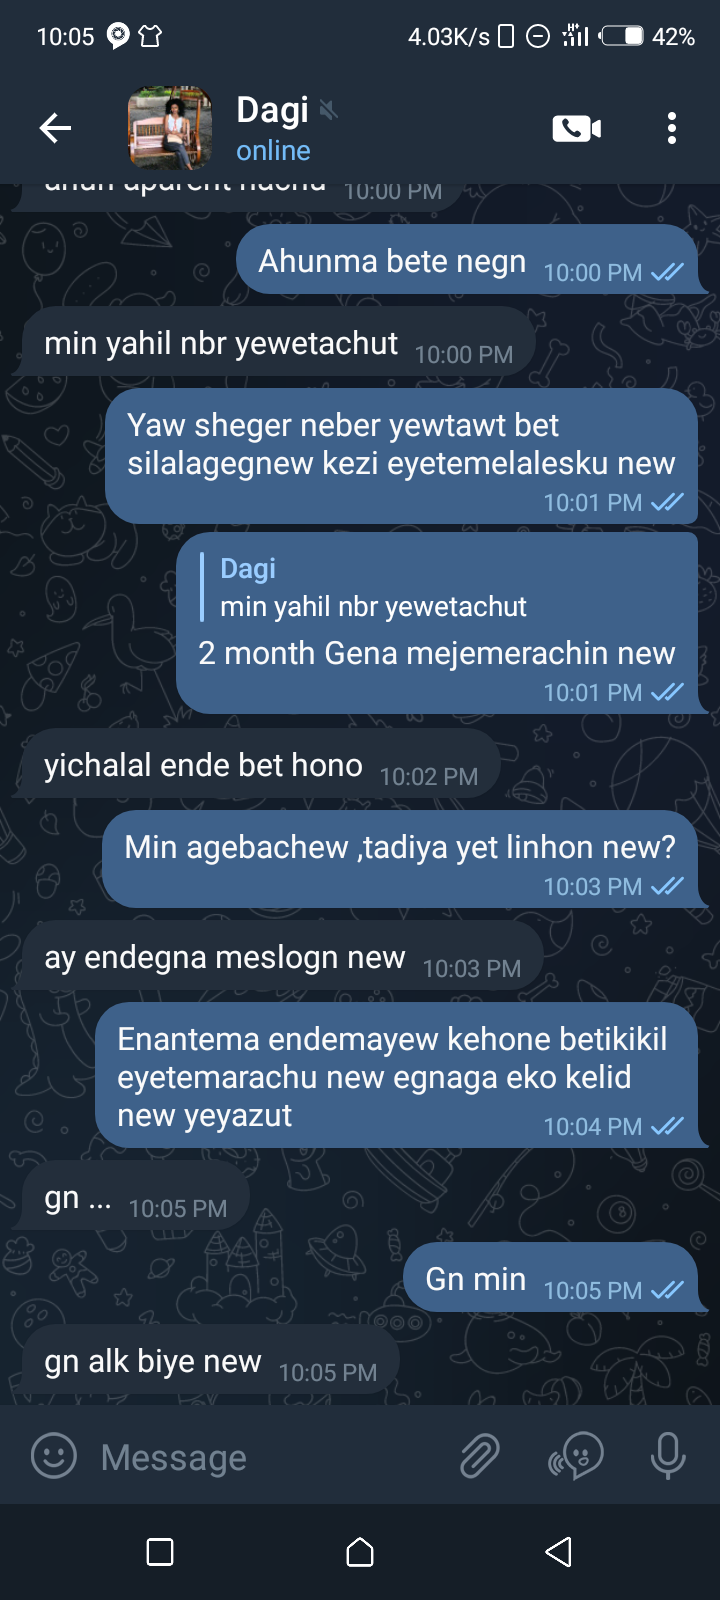 10:05
4.03K/s
42%
Dagi
online
10:00 PM
Ahunma bete negn 10:00 PM
min yahil nbr yewetachut 10:00 PM
Yaw sheger neber yewtawt bet
silalagegnew kezi eyetemelalesku new
10:01 PM
Dagi
min yahil nbr yewetachut
2 month Gena mejemerachin new
10:01 PM
yichalal ende bet hono 10:02 PM
Min agebachew ,tadiya yet linhon new?
10:03 PM
ay endegna meslogn new 10:03 PM
Enantema endemayew kehone betikikil
eyetemarachu new egnaga eko kelid
new yeyazut 10:04 PM
gn ... 10:05 PM
Gn min 10:05 PM
gn alk biye new 10:05 PM
Message